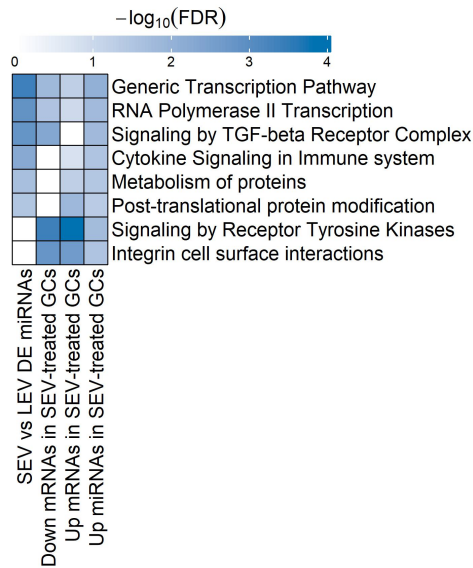 −log10(FDR)
0 1 2 3 4
Generic Transcription Pathway
RNA Polymerase II Transcription
Signaling by TGF-beta Receptor Complex
Cytokine Signaling in Immune system
Metabolism of proteins
Post-translational protein modification
Signaling by Receptor Tyrosine Kinases
Integrin cell surface interactions
SEV vs LEV DE miRNAs
Down mRNAs in SEV-treated GCs
Up mRNAs in SEV-treated GCs
Up miRNAs in SEV-treated GCs